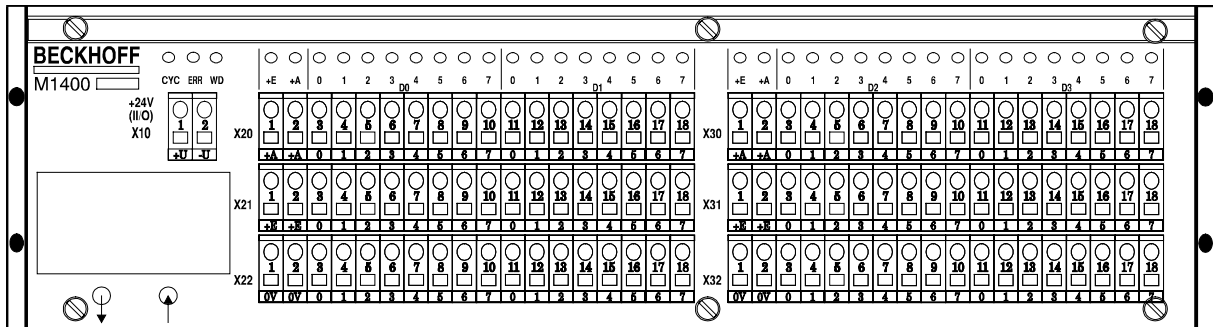 BECKHOFF
M1400
CYC ERR WD
+E +A 0 1 2 3 4 5 6 7 0 1 2 3 4 5 6 7
D0 D1
+E +A 0 1 2 3 4 5 6 7 0 1 2 3 4 5 6 7
D2 D3
+24V
(II/O)
X10
1 2
+U -U
X20
1 2 3 4 5 6 7 8 9 10 11 12 13 14 15 16 17 18
+A +A 0 1 2 3 4 5 6 7 0 1 2 3 4 5 6 7
X30
1 2 3 4 5 6 7 8 9 10 11 12 13 14 15 16 17 18
+A +A 0 1 2 3 4 5 6 7 0 1 2 3 4 5 6 7
X21
1 2 3 4 5 6 7 8 9 10 11 12 13 14 15 16 17 18
+E +E 0 1 2 3 4 5 6 7 0 1 2 3 4 5 6 7
X31
1 2 3 4 5 6 7 8 9 10 11 12 13 14 15 16 17 18
+E +E 0 1 2 3 4 5 6 7 0 1 2 3 4 5 6 7
X22
1 2 3 4 5 6 7 8 9 10 11 12 13 14 15 16 17 18
0V 0V 0 1 2 3 4 5 6 7 0 1 2 3 4 5 6 7
X32
1 2 3 4 5 6 7 8 9 10 11 12 13 14 15 16 17 18
0V 0V 0 1 2 3 4 5 6 7 0 1 2 3 4 5 6 7